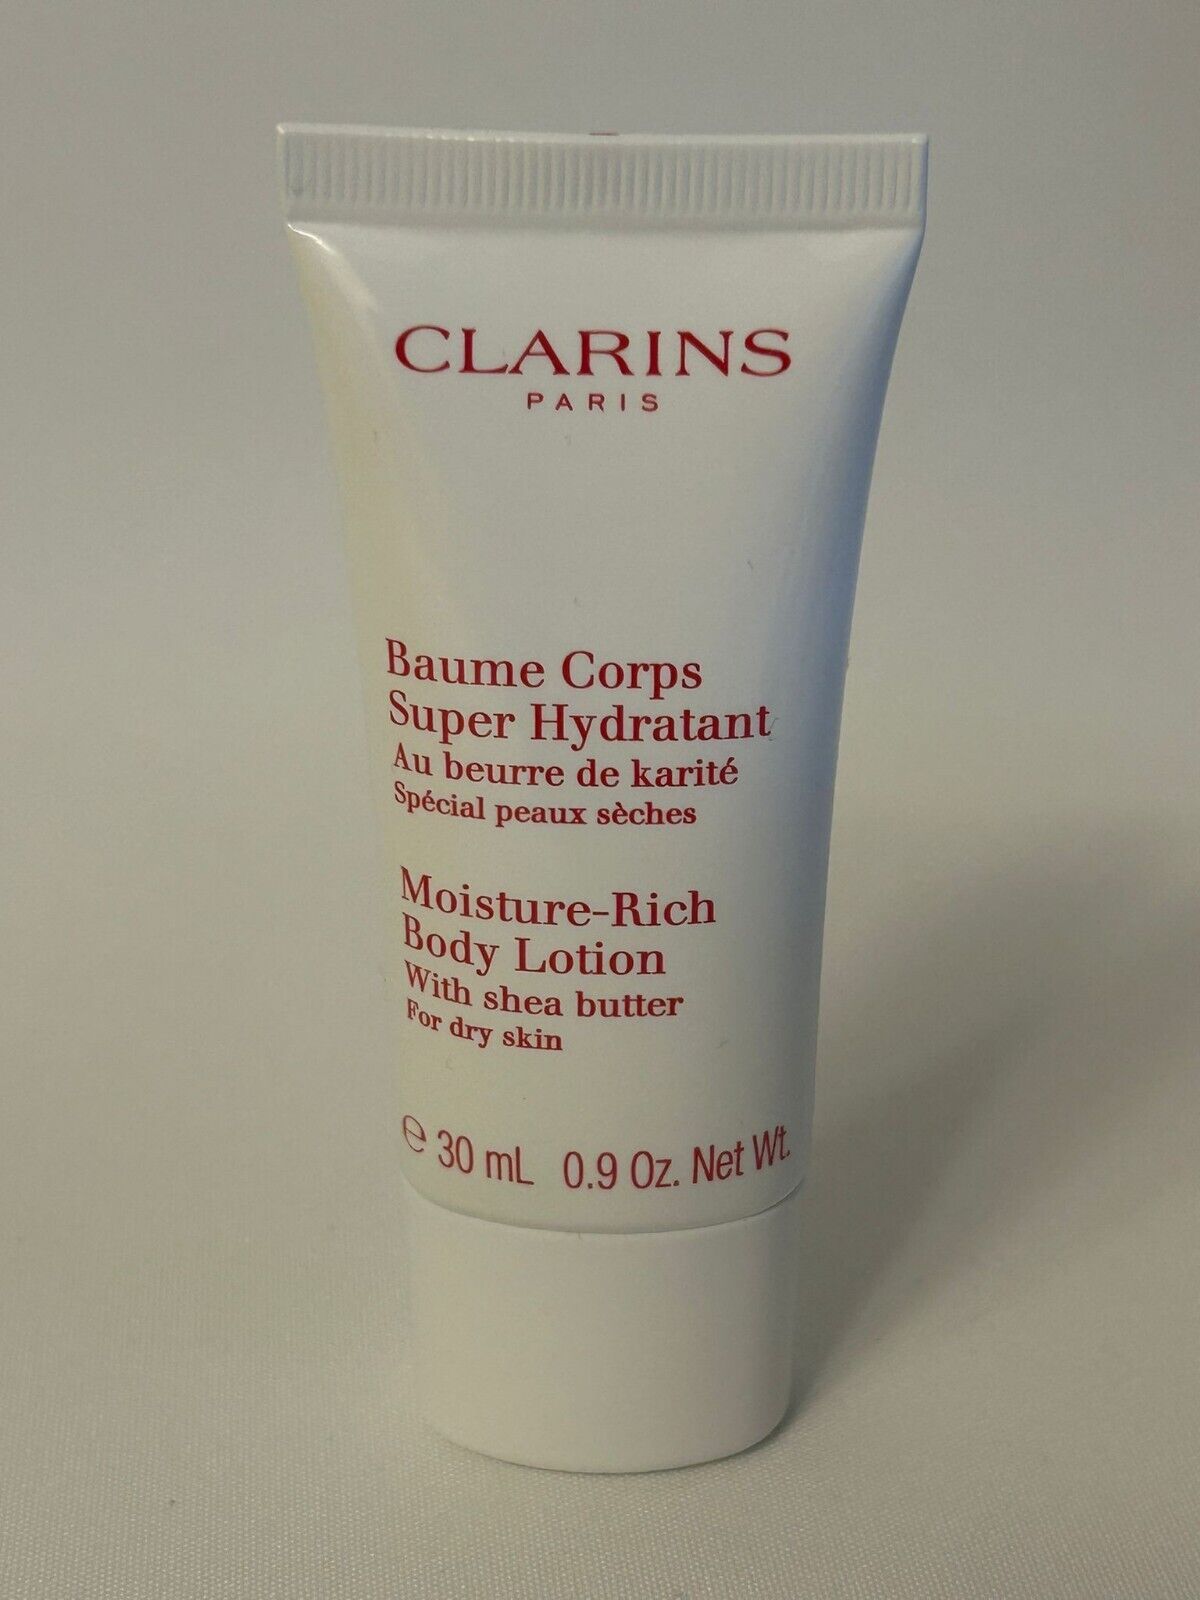 CLARINS
PARIS
Baume Corps
Super Hydratant
Au beurre de karité
Spécial peaux sèches
Moisture-Rich
Body Lotion
With shea butter
For dry skin
℮ 30 mL 0.9 Oz. Net Wt.